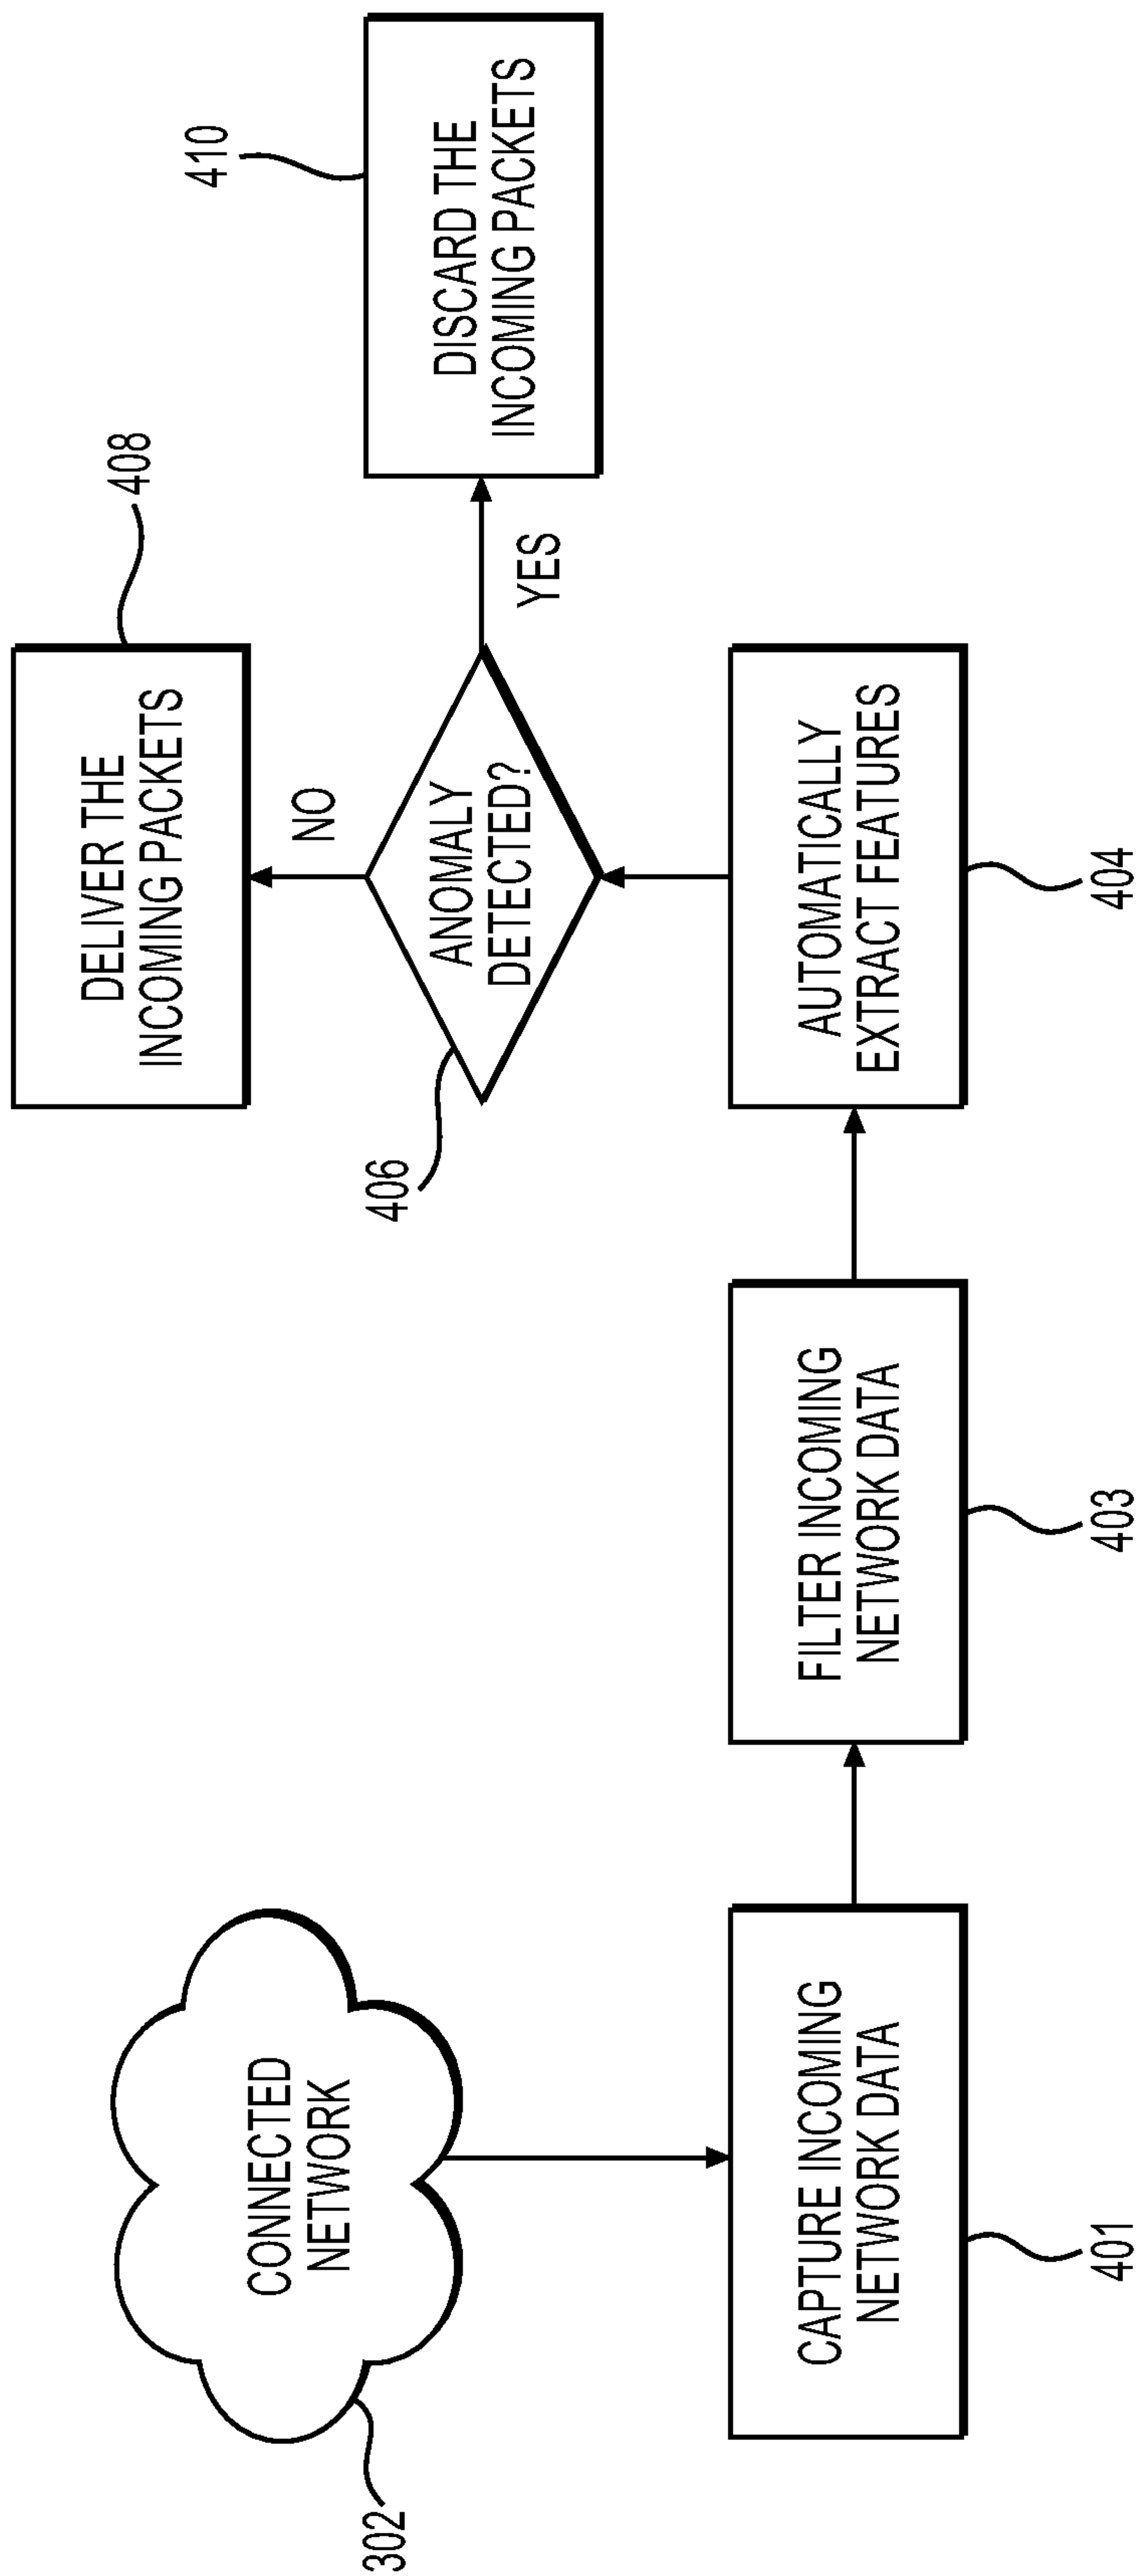 CONNECTED
NETWORK
302
CAPTURE INCOMING
NETWORK DATA
401
FILTER INCOMING
NETWORK DATA
403
AUTOMATICALLY
EXTRACT FEATURES
404
ANOMALY
DETECTED?
406
NO
DELIVER THE
INCOMING PACKETS
408
YES
DISCARD THE
INCOMING PACKETS
410